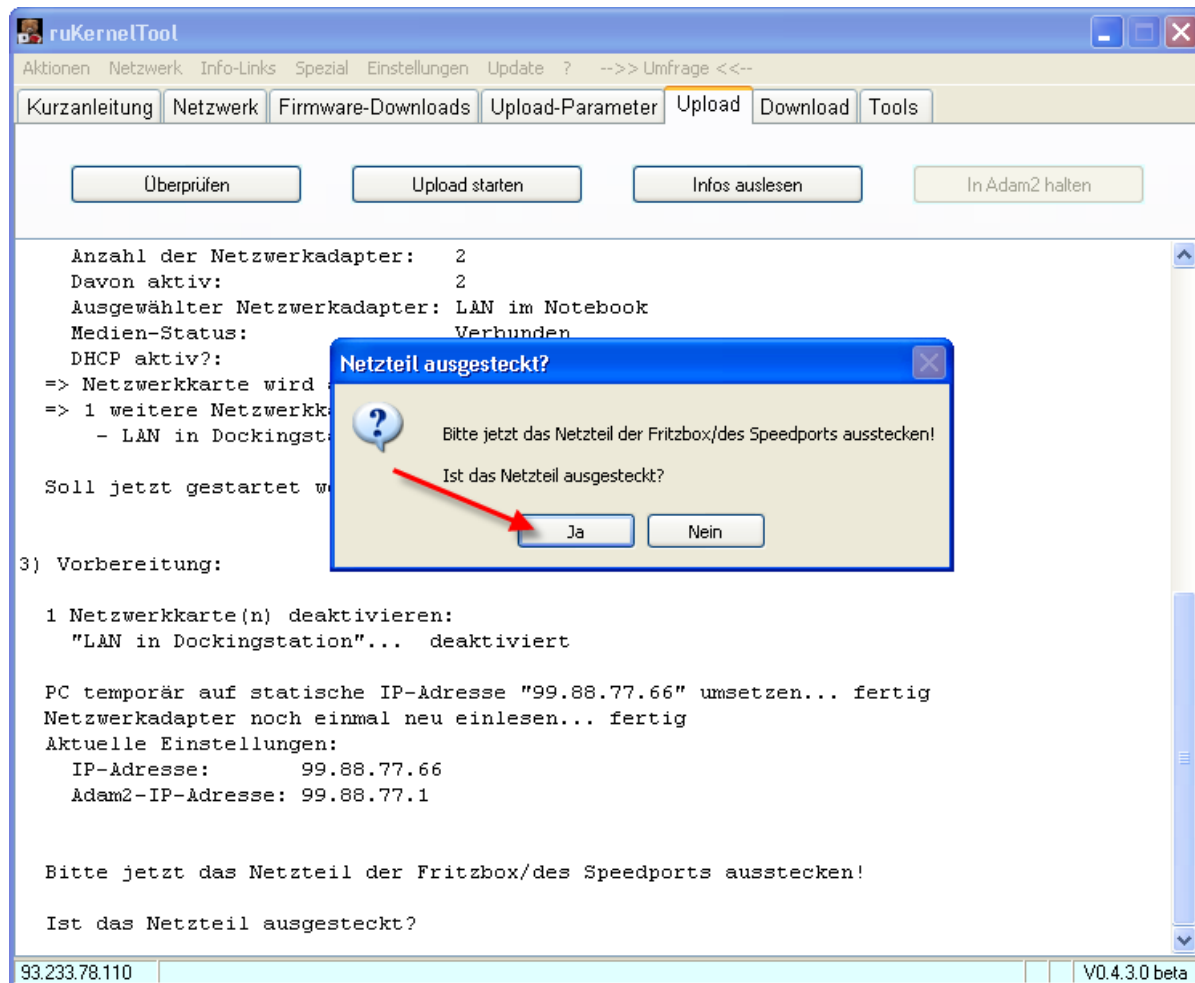 ruKernelTool
Aktionen Netzwerk Info-Links Spezial Einstellungen Update ? -->> Umfrage <<--
Kurzanleitung Netzwerk Firmware-Downloads Upload-Parameter Upload Download Tools
Überprüfen Upload starten Infos auslesen In Adam2 halten
Anzahl der Netzwerkadapter: 2
Davon aktiv: 2
Ausgewählter Netzwerkadapter: LAN im Notebook
Medien-Status: Verbunden
DHCP aktiv?:
=> Netzwerkkarte wird
=> 1 weitere
- LAN in
Soll jetzt gestartet
Netzteil ausgesteckt?
Bitte jetzt das Netzteil der Fritzbox/des Speedports ausstecken!
Ist das Netzteil ausgesteckt?
Ja Nein
3) Vorbereitung:
1 Netzwerkkarte(n) deaktivieren:
"LAN in Dockingstation"... deaktiviert
PC temporär auf statische IP-Adresse "99.88.77.66" umsetzen... fertig
Netzwerkadapter noch einmal neu einlesen... fertig
Aktuelle Einstellungen:
IP-Adresse: 99.88.77.66
Adam2-IP-Adresse: 99.88.77.1
Bitte jetzt das Netzteil der Fritzbox/des Speedports ausstecken!
Ist das Netzteil ausgesteckt?
93.233.78.110 V0.4.3.0 beta